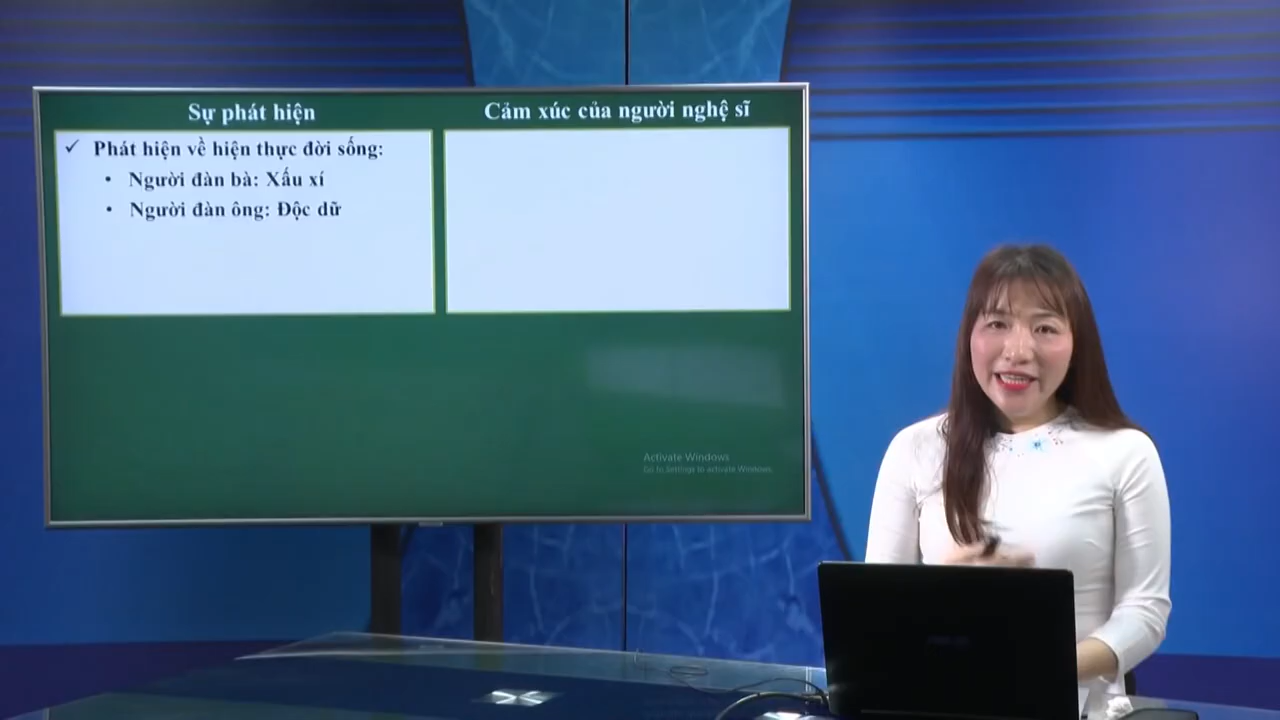 Sự phát hiện
Cảm xúc của người nghệ sĩ
✓ Phát hiện về hiện thực đời sống:
• Người đàn bà: Xấu xí
• Người đàn ông: Độc dữ
Activate Windows
Go to Settings to activate Windows.